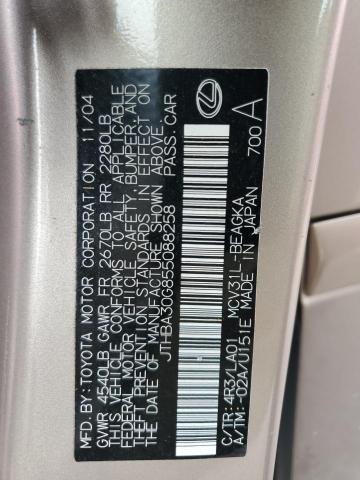 MFD.BY:TOYOTA MOTOR CORPORATION 11/04
GVWR 4540LB GAWR FR 2670LB RR 2280LB
THIS VEHICLE CONFORMS TO ALL APPLICABLE
FEDERAL MOTOR VEHICLE SAFETY, BUMPER, AND
THEFT PREVENTION STANDARDS IN EFFECT ON
THE DATE OF MANUFACTURE SHOWN ABOVE.
JTHBA30G855088258 PASS.CAR
C/TR:4R3/LA01 MCV31L-BEAGKA
A/TM:-02A/U151E MADE IN JAPAN 700 A